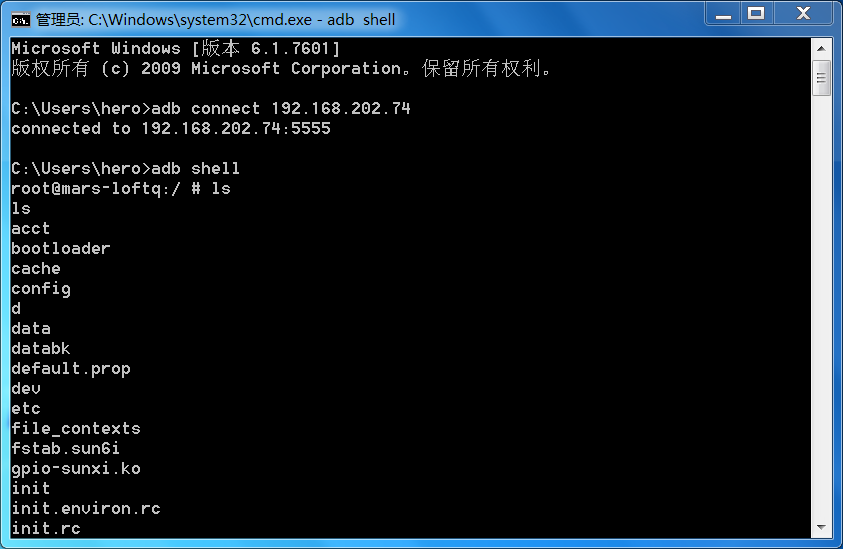 管理员: C:\Windows\system32\cmd.exe - adb  shell
Microsoft Windows [版本 6.1.7601]
版权所有 (c) 2009 Microsoft Corporation。保留所有权利。
C:\Users\hero>adb connect 192.168.202.74
connected to 192.168.202.74:5555
C:\Users\hero>adb shell
root@mars-loftq:/ # ls
ls
acct
bootloader
cache
config
d
data
databk
default.prop
dev
etc
file_contexts
fstab.sun6i
gpio-sunxi.ko
init
init.environ.rc
init.rc